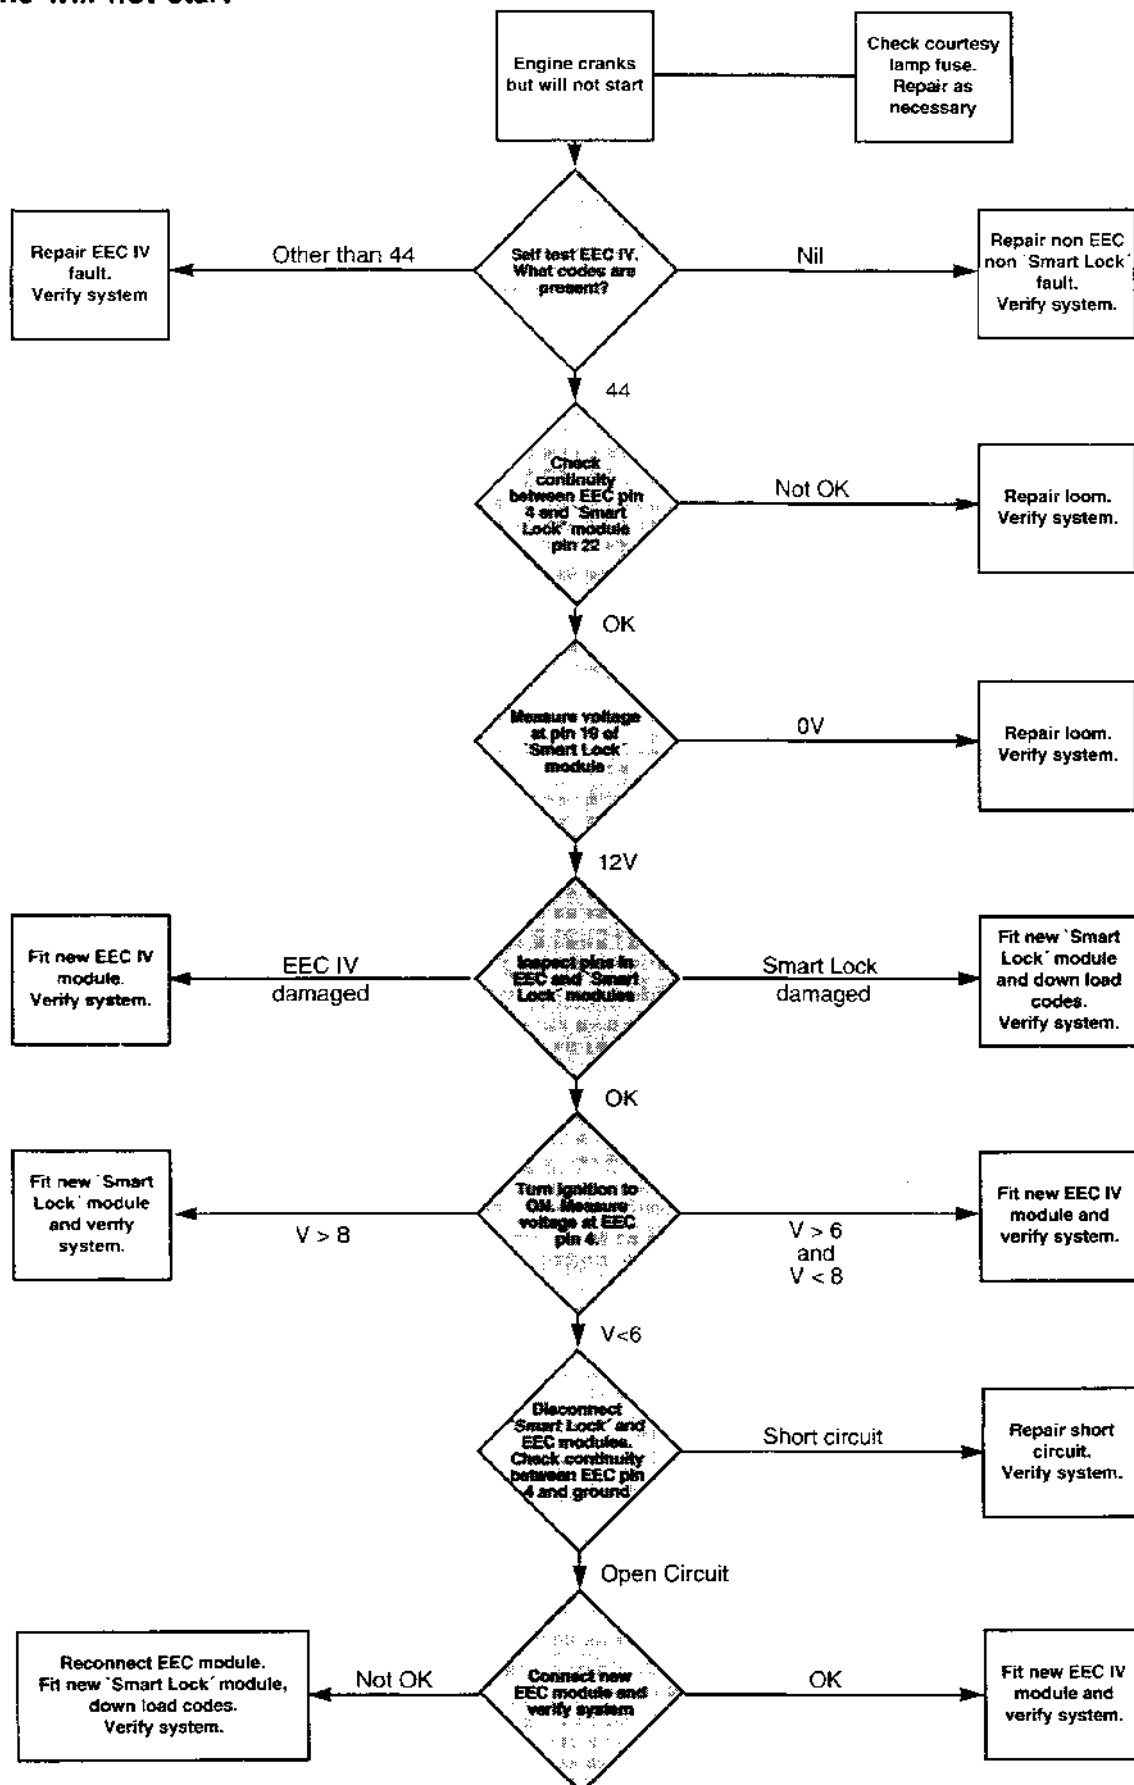 will not start
Engine cranks
but will not start
Check courtesy
lamp fuse.
Repair as
necessary
Repair EEC IV
fault.
Verify system
Other than 44
Self test EEC IV.
What codes are
present?
Nil
Repair non EEC
non `Smart Lock´
fault.
Verify system.
44
Check
continuity
between EEC pin
4 and `Smart
Lock´ module
pin 22
Not OK
Repair loom.
Verify system.
OK
Measure voltage
at pin 19 of
`Smart Lock´
module
0V
Repair loom.
Verify system.
12V
Fit new EEC IV
module.
Verify system.
EEC IV
damaged
Inspect pins in
EEC and `Smart
Lock´ modules
Smart Lock
damaged
Fit new `Smart
Lock´ module
and down load
codes.
Verify system.
OK
Fit new `Smart
Lock´ module
and verify
system.
V > 8
Turn ignition to
ON. Measure
voltage at EEC
pin 4.
V > 6
and
V < 8
Fit new EEC IV
module and
verify system.
V<6
Disconnect
`Smart Lock´ and
EEC modules.
Check continuity
between EEC pin
4 and ground
Short circuit
Repair short
circuit.
Verify system.
Open Circuit
Reconnect EEC module.
Fit new `Smart Lock´ module,
down load codes.
Verify system.
Not OK
Connect new
EEC module and
verify system
OK
Fit new EEC IV
module and
verify system.